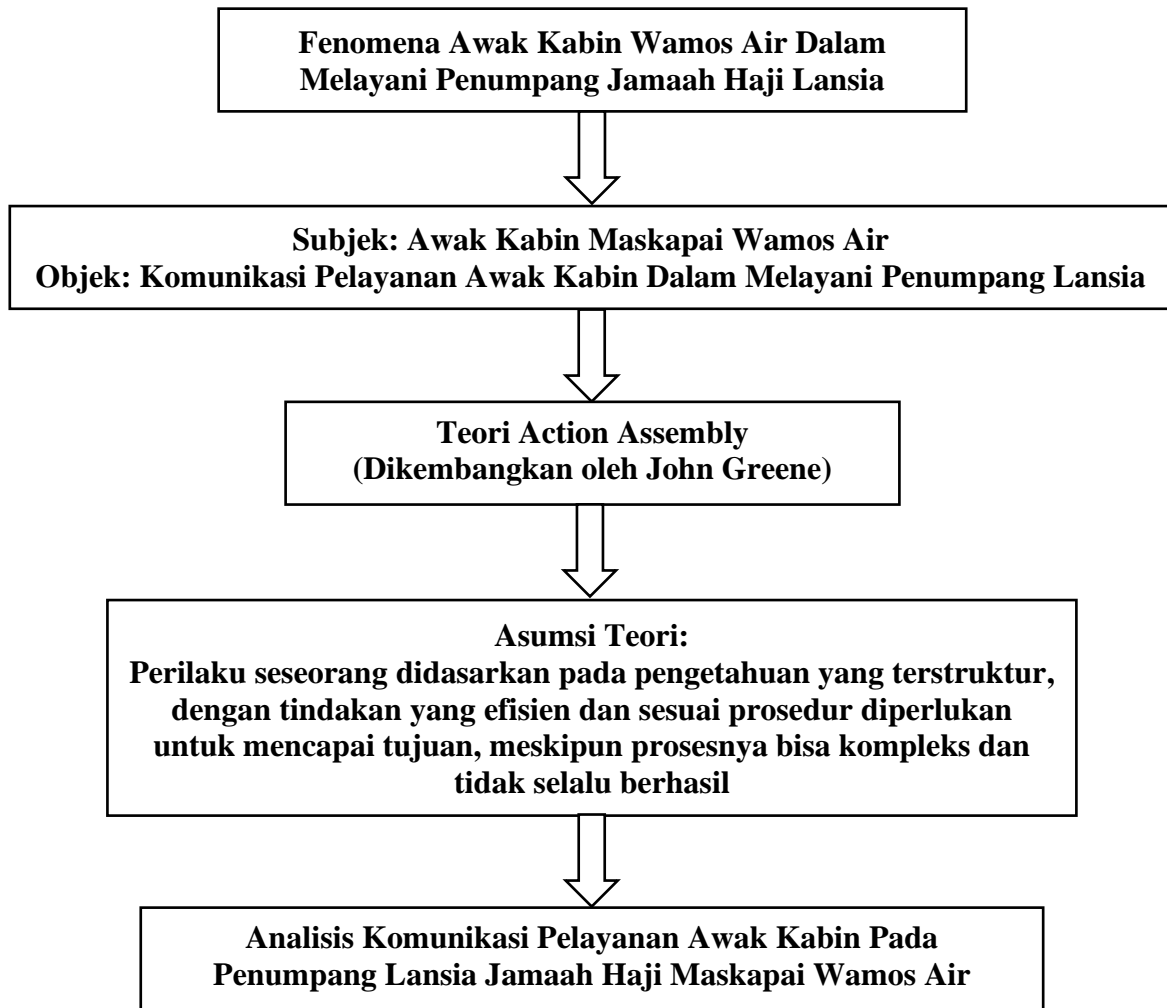 Fenomena Awak Kabin Wamos Air Dalam
Melayani Penumpang Jamaah Haji Lansia
Subjek: Awak Kabin Maskapai Wamos Air
Objek: Komunikasi Pelayanan Awak Kabin Dalam Melayani Penumpang Lansia
Teori Action Assembly
(Dikembangkan oleh John Greene)
Asumsi Teori:
Perilaku seseorang didasarkan pada pengetahuan yang terstruktur,
dengan tindakan yang efisien dan sesuai prosedur diperlukan
untuk mencapai tujuan, meskipun prosesnya bisa kompleks dan
tidak selalu berhasil
Analisis Komunikasi Pelayanan Awak Kabin Pada
Penumpang Lansia Jamaah Haji Maskapai Wamos Air